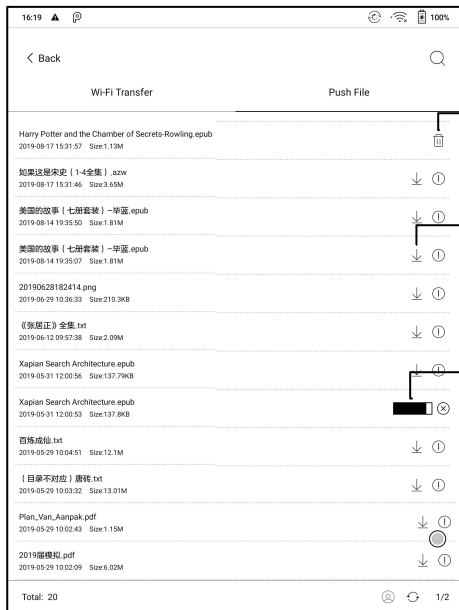 16:19 100%
Back
Wi-Fi Transfer Push File
Harry Potter and the Chamber of Secrets-Rowling.epub
2019-08-17 15:31:57 Size:1.13M
如果这是宋史（1-4全集）.azw
2019-08-17 15:31:46 Size:3.65M
美国的故事（七册套装）–毕蓝.epub
2019-08-14 19:35:50 Size:1.81M
美国的故事（七册套装）–毕蓝.epub
2019-08-14 19:35:07 Size:1.81M
20190628182414.png
2019-06-29 10:36:33 Size:210.3KB
《张居正》全集.txt
2019-06-12 09:57:38 Size:2.09M
Xapian Search Architecture.epub
2019-05-31 12:00:56 Size:137.79KB
Xapian Search Architecture.epub
2019-05-31 12:00:53 Size:137.8KB
百炼成仙.txt
2019-05-29 10:04:51 Size:12.1M
（目录不对应）唐砖.txt
2019-05-29 10:03:32 Size:13.01M
Plan_Van_Aanpak.pdf
2019-05-29 10:02:43 Size:1.15M
2019届模拟.pdf
2019-05-29 10:02:09 Size:6.02M
Total: 20 1/2